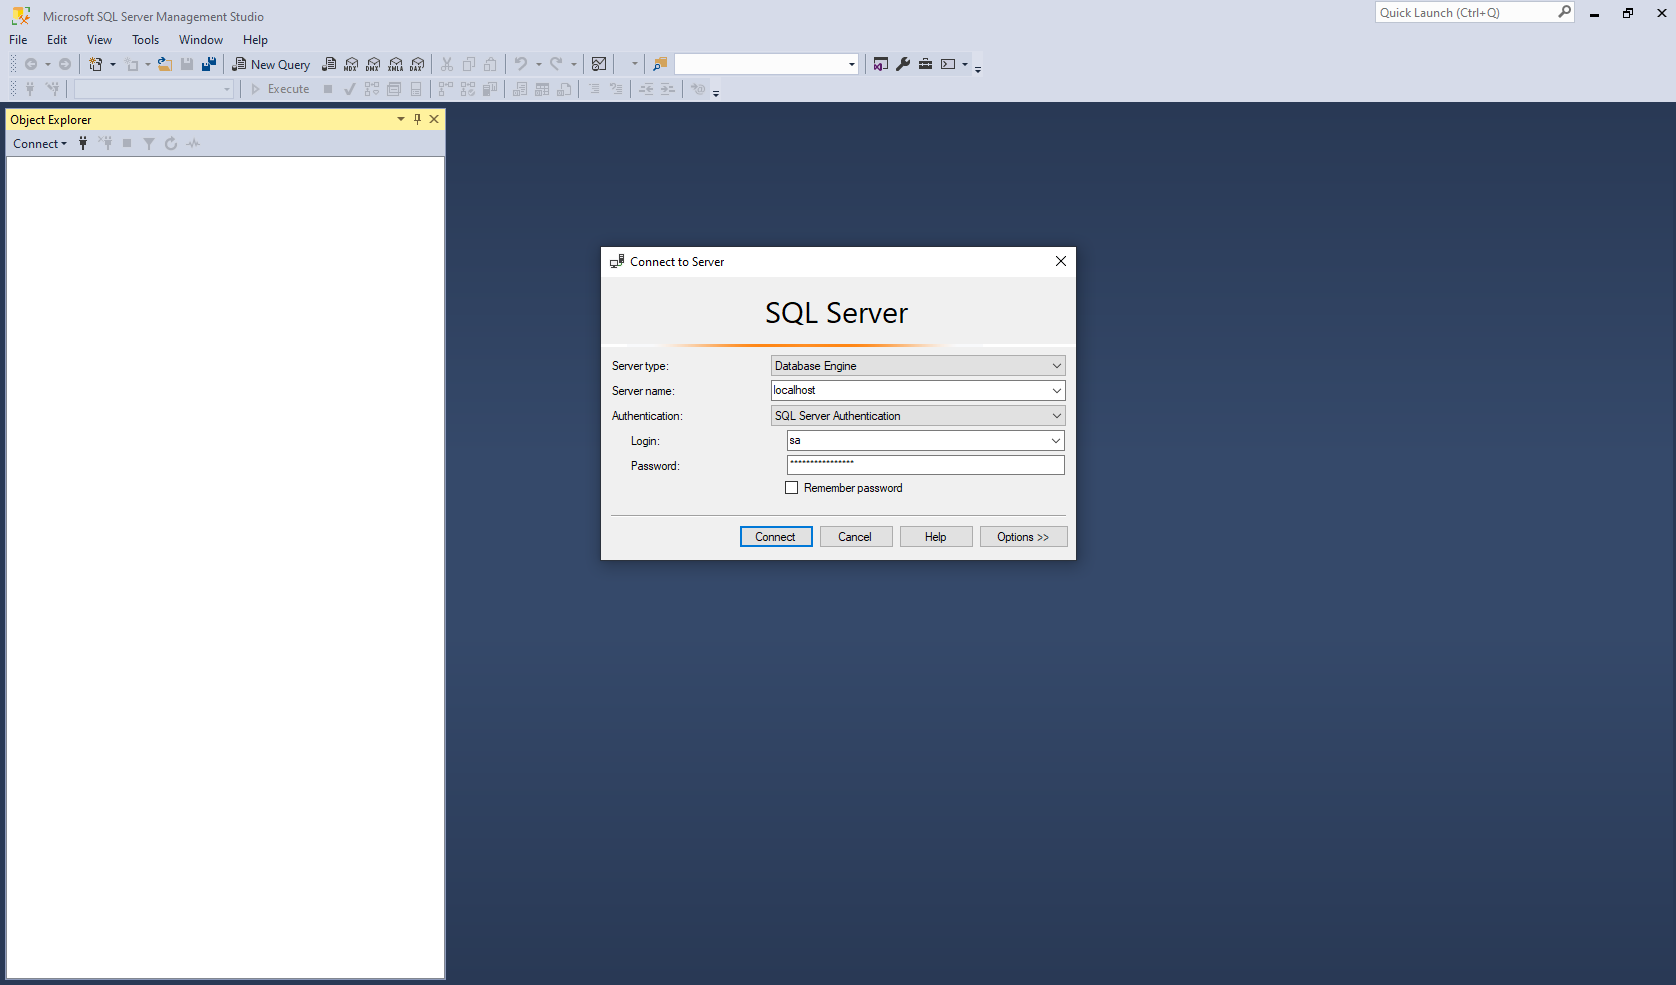 Microsoft SQL Server Management Studio
Quick Launch (Ctrl+Q)
File Edit View Tools Window Help
New Query MDX DMX XMLA DAX
Execute
Object Explorer
Connect
Connect to Server
SQL Server
Server type: Database Engine
Server name: localhost
Authentication: SQL Server Authentication
Login: sa
Password: ****************
Remember password
Connect Cancel Help Options >>